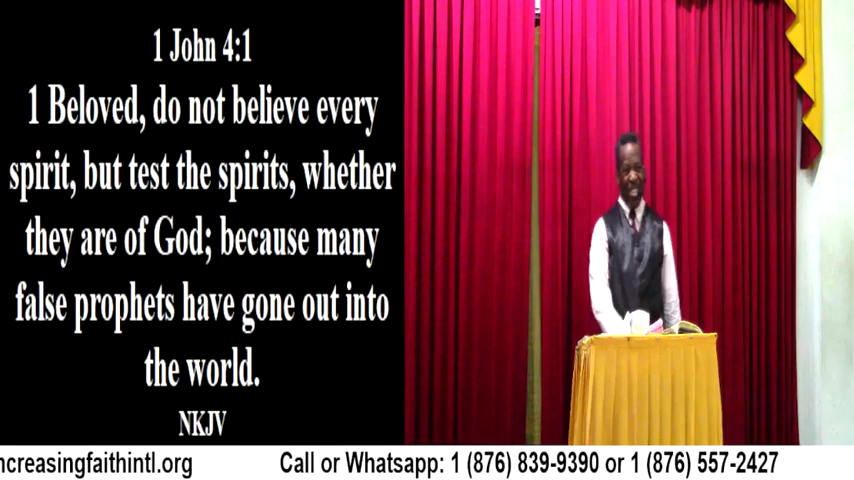 1 John 4:1
1 Beloved, do not believe every
spirit, but test the spirits, whether
they are of God; because many
false prophets have gone out into
the world.
NKJV
ncreasingfaithintl.org Call or Whatsapp: 1 (876) 839-9390 or 1 (876) 557-2427